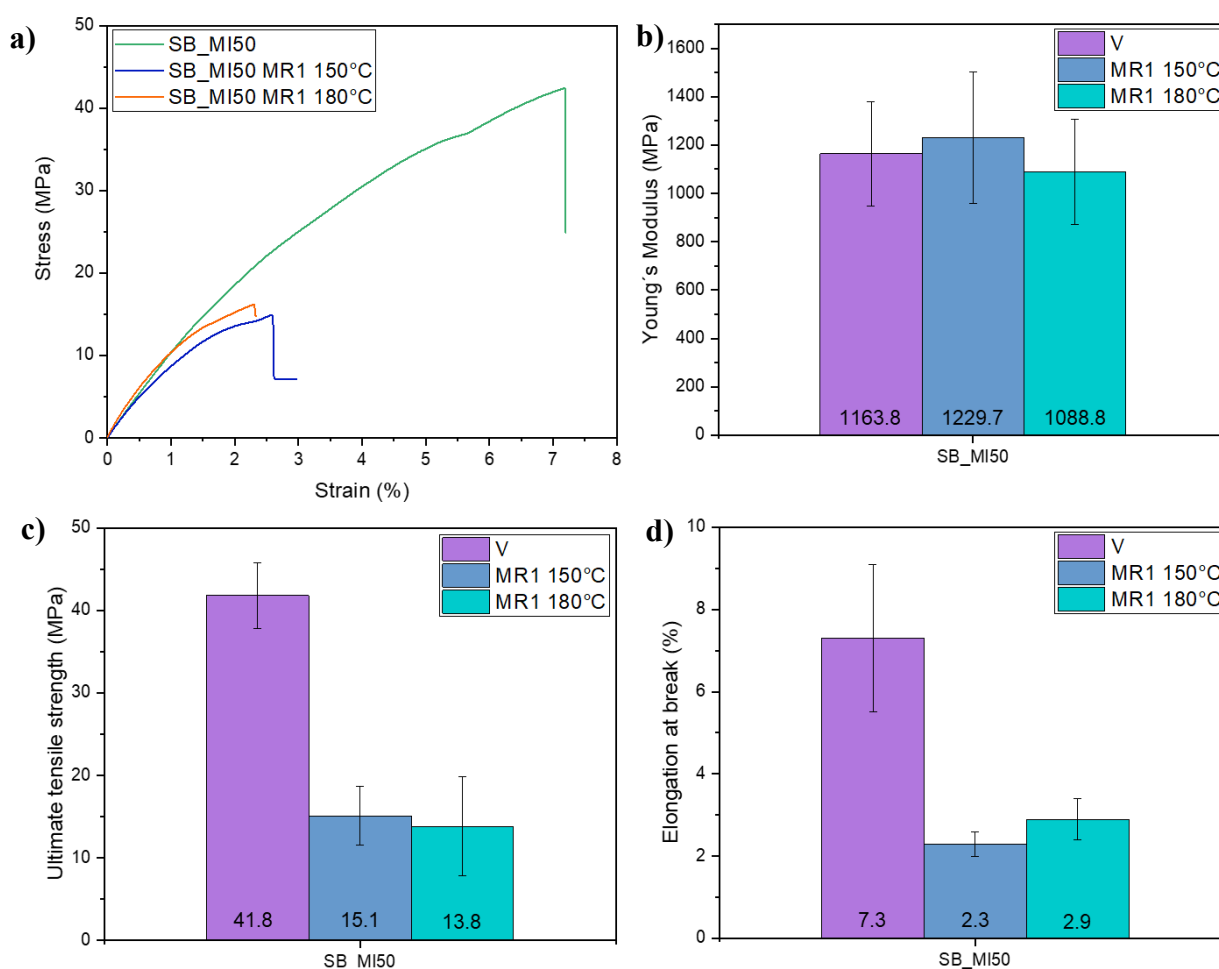 a)
50
40
30
20
10
0
Stress (MPa)
SB_MI50
SB_MI50 MR1 150°C
SB_MI50 MR1 180°C
0 1 2 3 4 5 6 7 8
Strain (%)
b)
1600
1400
1200
1000
800
600
400
200
0
Young´s Modulus (MPa)
V
MR1 150°C
MR1 180°C
1163.8 1229.7 1088.8
SB_MI50
c)
50
40
30
20
10
0
Ultimate tensile strength (MPa)
V
MR1 150°C
MR1 180°C
41.8 15.1 13.8
SB_MI50
d)
10
8
6
4
2
0
Elongation at break (%)
V
MR1 150°C
MR1 180°C
7.3 2.3 2.9
SB_MI50